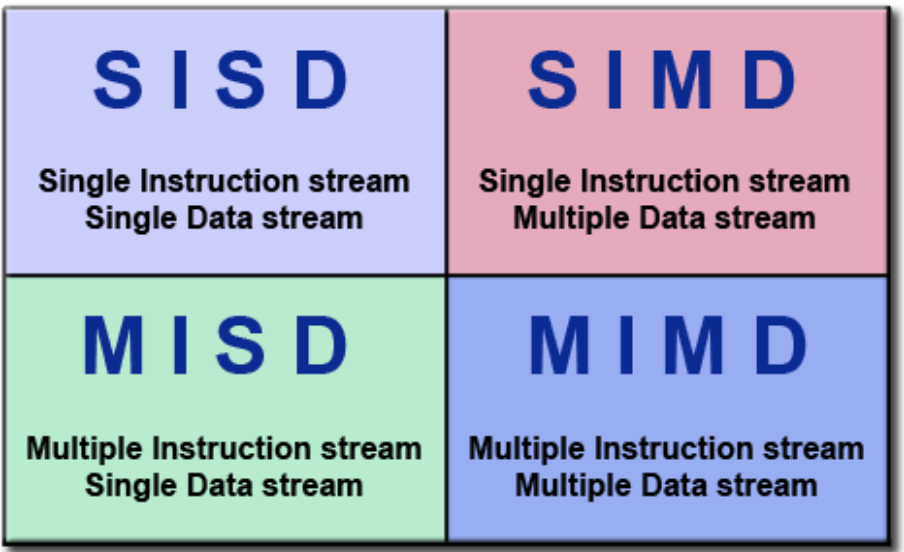 S I S D
Single Instruction stream
Single Data stream
S I M D
Single Instruction stream
Multiple Data stream
M I S D
Multiple Instruction stream
Single Data stream
M I M D
Multiple Instruction stream
Multiple Data stream